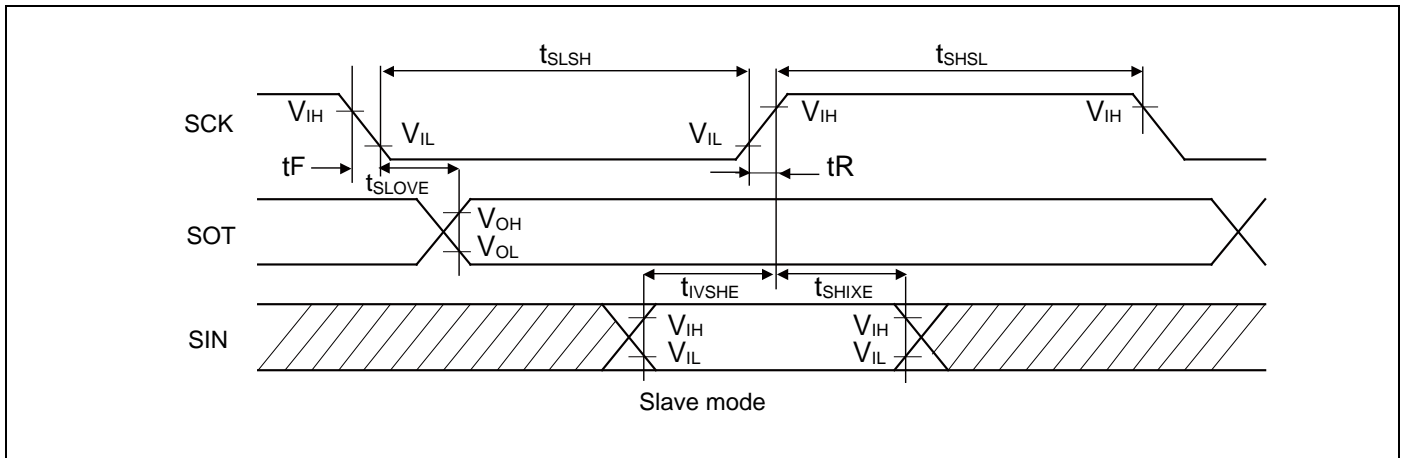 tSLSH
tSHSL
SCK
VIH
VIL
VIL
VIH
VIH
tF
tSLOVE
tR
SOT
VOH
VOL
tIVSHE
tSHIXE
SIN
VIH
VIL
VIH
VIL
Slave mode